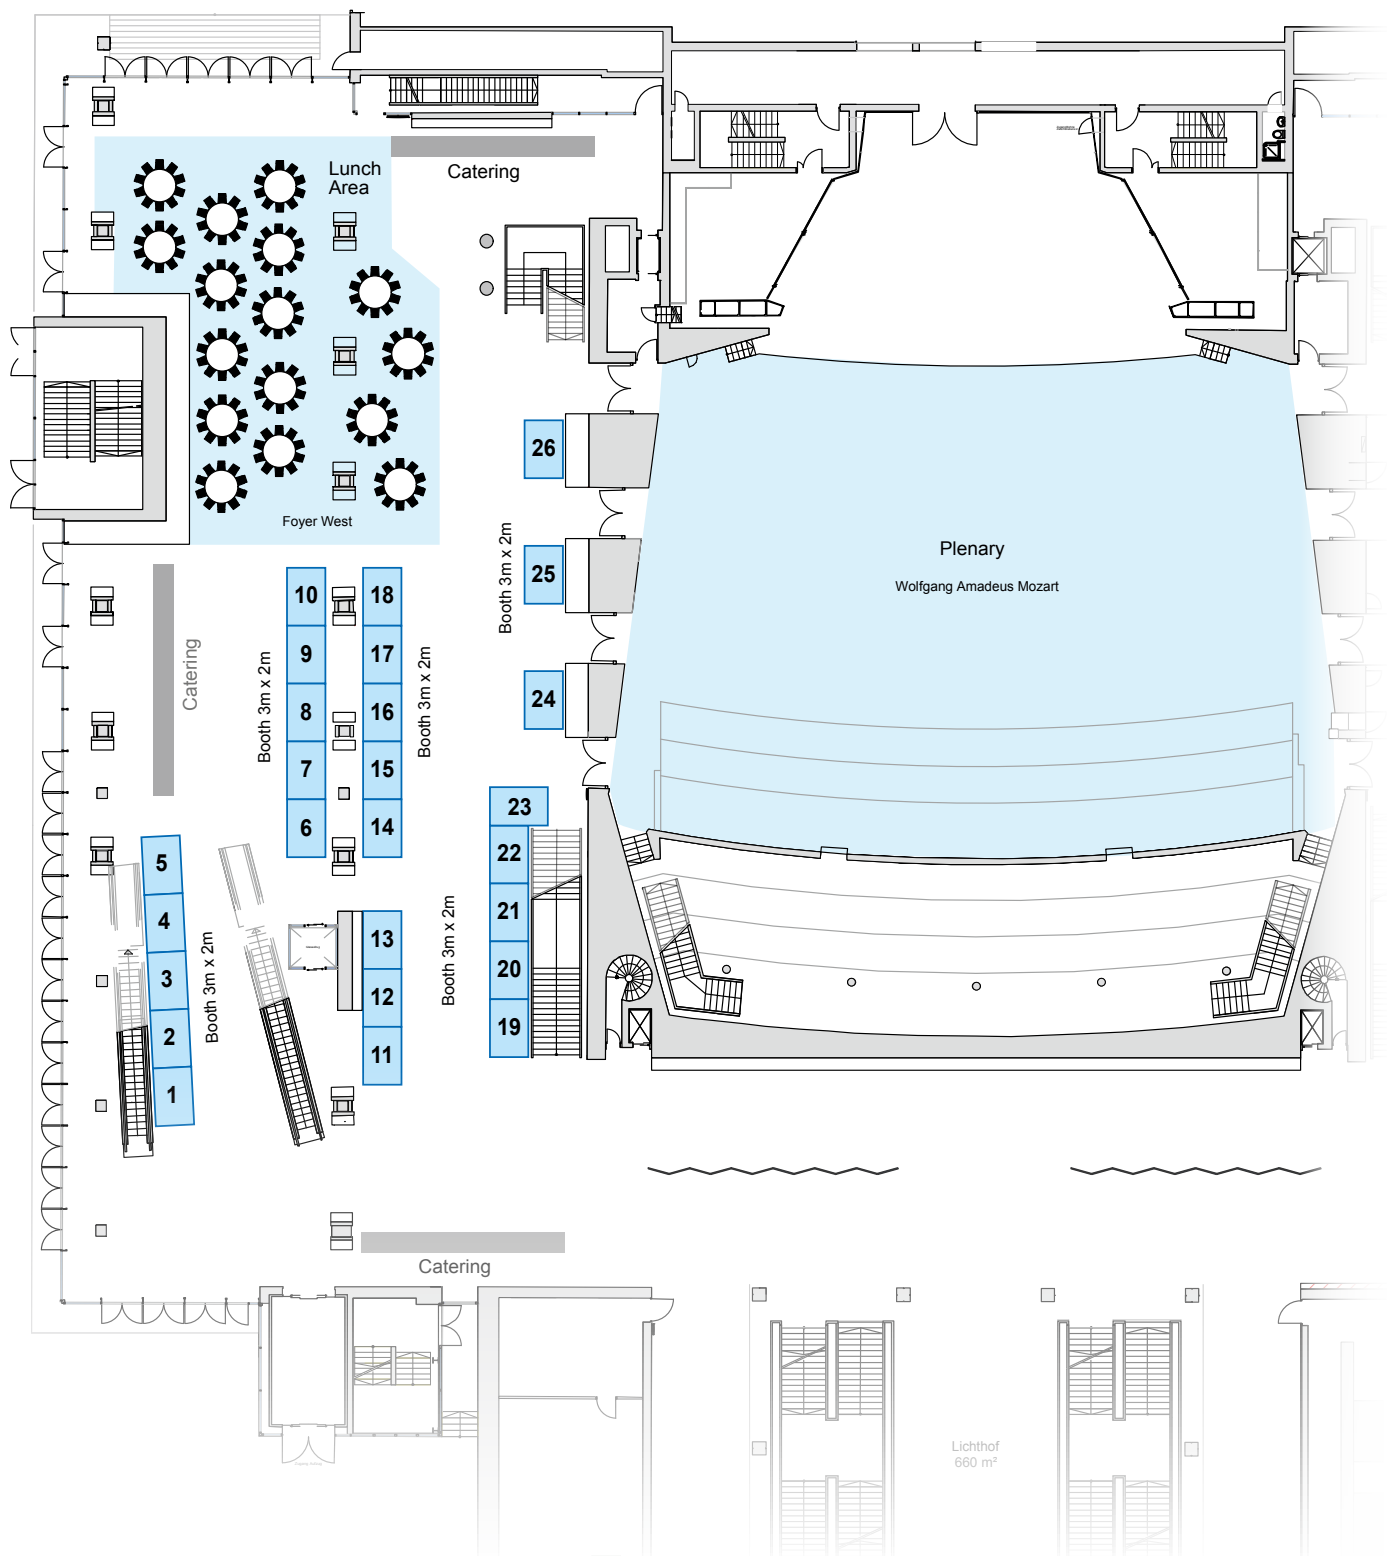 Lunch
Area
Catering
Foyer West
26
25
24
Booth 3m x 2m
Plenary
Wolfgang Amadeus Mozart
Catering
10
9
8
7
6
Booth 3m x 2m
18
17
16
15
14
Booth 3m x 2m
5
4
3
2
1
Booth 3m x 2m
13
12
11
23
22
21
20
19
Booth 3m x 2m
Catering
Lichthof
660 m²